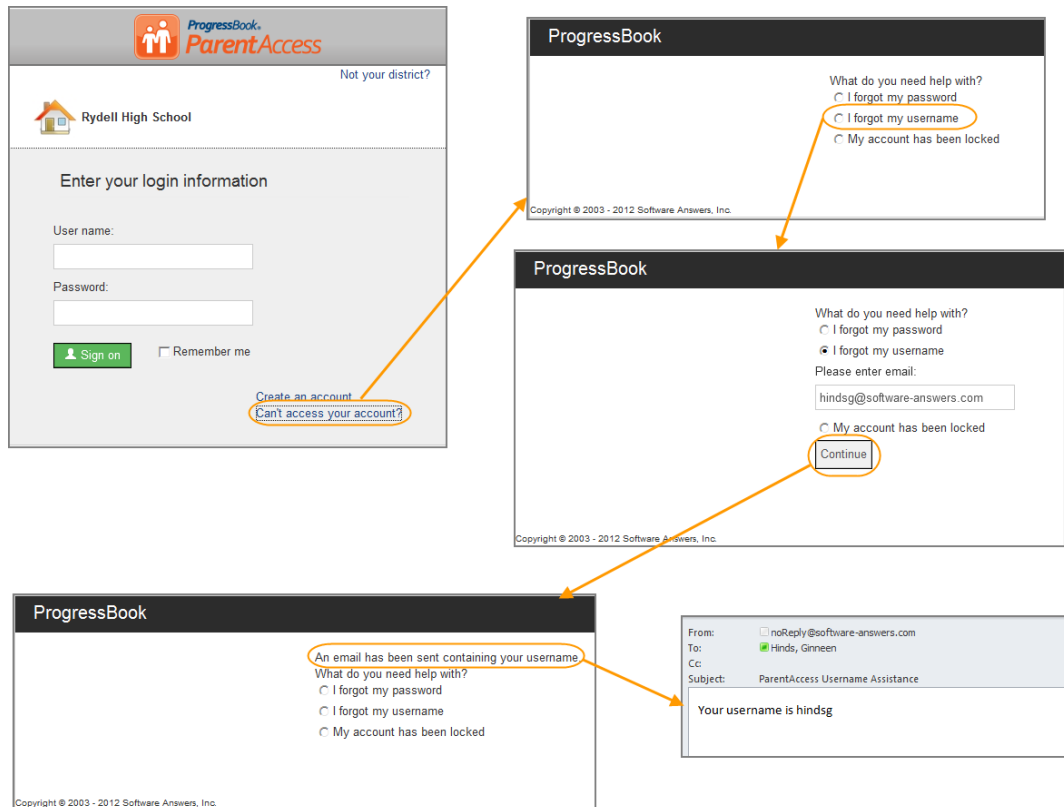 ProgressBook.
ParentAccess
Not your district?
Rydell High School
Enter your login information
User name:
Password:
Sign on
Remember me
Create an account
Can't access your account?
ProgressBook
What do you need help with?
I forgot my password
I forgot my username
My account has been locked
Copyright © 2003 - 2012 Software Answers, Inc.
ProgressBook
What do you need help with?
I forgot my password
I forgot my username
Please enter email:
hindsg@software-answers.com
My account has been locked
Continue
Copyright © 2003 - 2012 Software Answers, Inc.
ProgressBook
An email has been sent containing your username.
What do you need help with?
I forgot my password
I forgot my username
My account has been locked
Copyright © 2003 - 2012 Software Answers, Inc.
From: noReply@software-answers.com
To: Hinds, Ginneen
Cc:
Subject: ParentAccess Username Assistance
Your username is hindsg